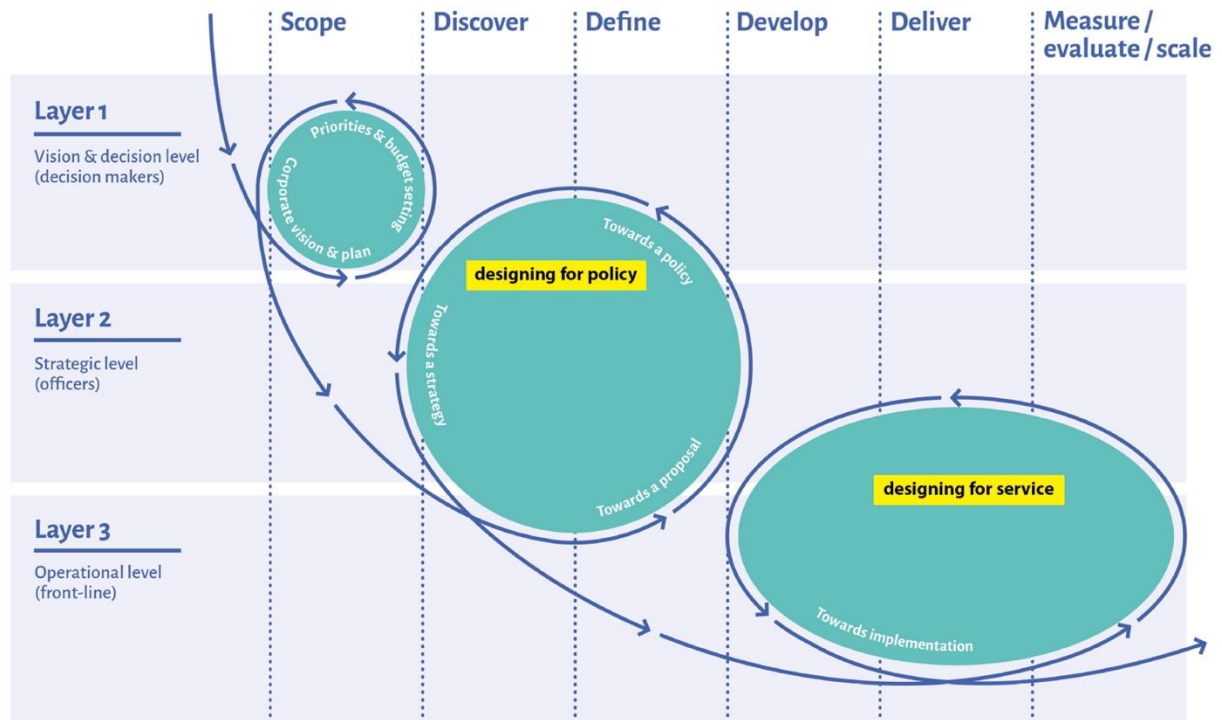 Scope
Discover
Define
Develop
Deliver
Measure /
evaluate / scale
Layer 1
Vision & decision level
(decision makers)
Priorities & budget setting
Corporate vision & plan
Towards a policy
designing for policy
Layer 2
Strategic level
(officers)
Towards a strategy
Towards a proposal
designing for service
Layer 3
Operational level
(front-line)
Towards implementation